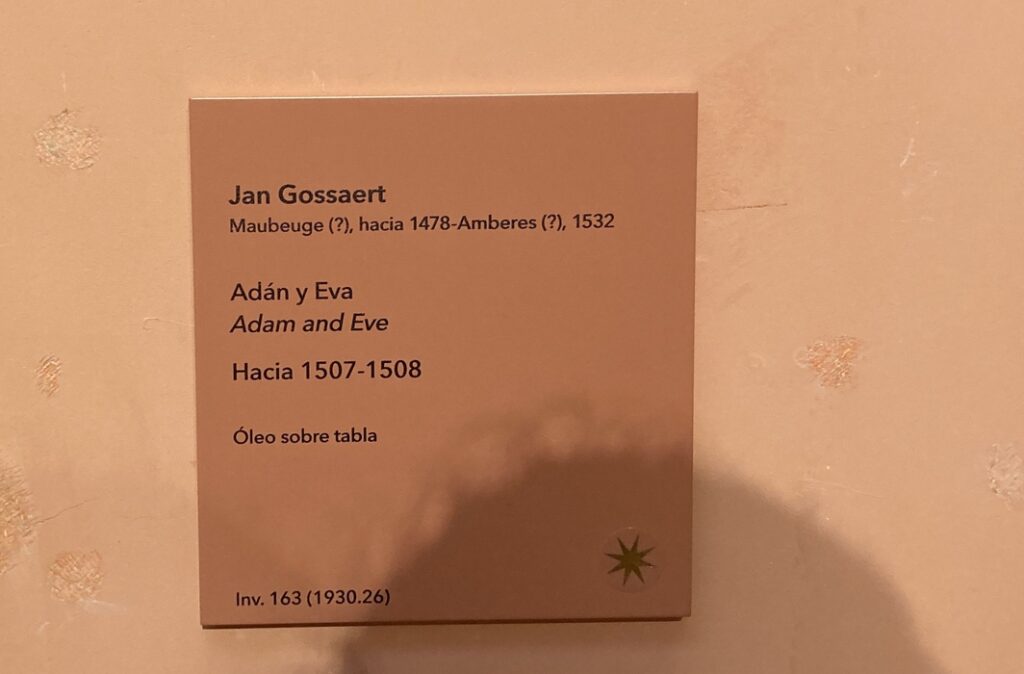 Jan Gossaert
Maubeuge (?), hacia 1478-Amberes (?), 1532
Adán y Eva
Adam and Eve
Hacia 1507-1508
Óleo sobre tabla
Inv. 163 (1930.26)